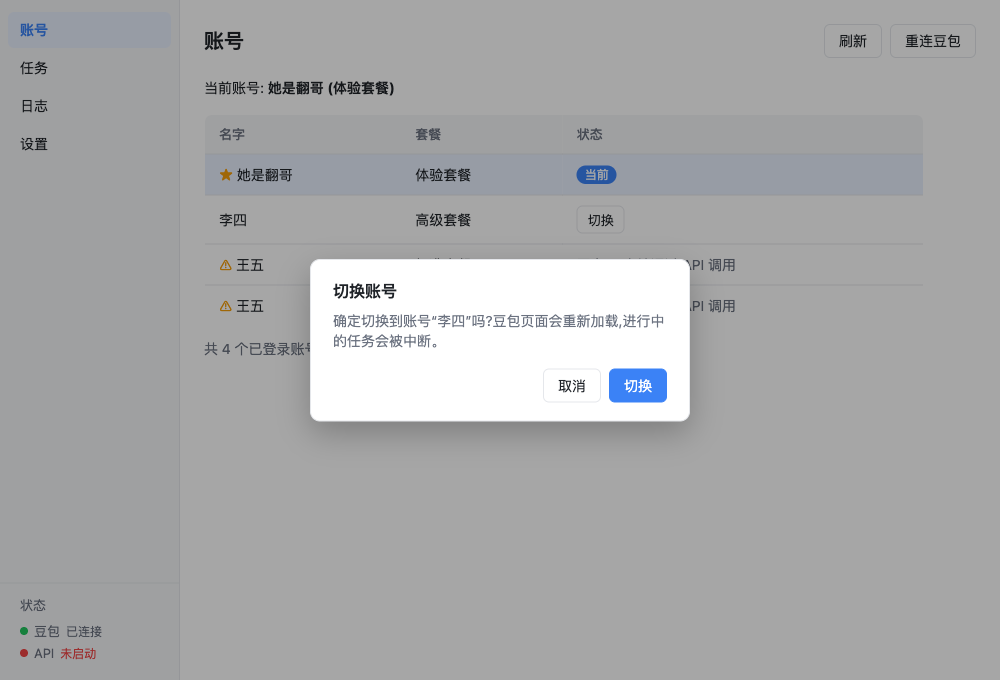 账号
任务
日志
设置
账号
刷新
重连豆包
当前账号: 她是翻哥 (体验套餐)
名字 套餐 状态
她是翻哥 体验套餐 当前
李四 高级套餐 切换
王五 API 调用
王五 API 调用
共 4 个已登录账号
切换账号
确定切换到账号“李四”吗?豆包页面会重新加载,进行中
的任务会被中断。
取消 切换
状态
豆包 已连接
API 未启动